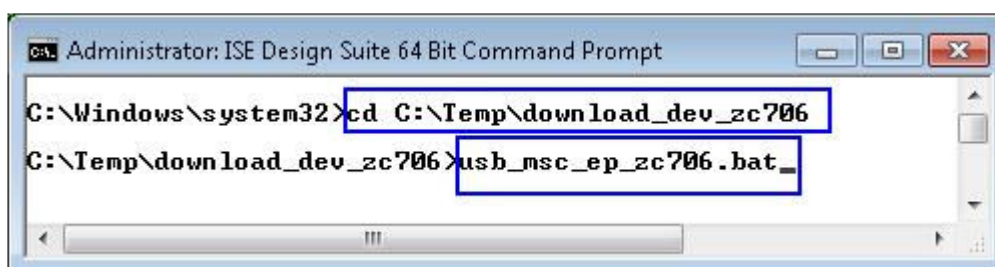 Administrator: ISE Design Suite 64 Bit Command Prompt
C:\Windows\system32>cd C:\Temp\download_dev_zc706
C:\Temp\download_dev_zc706>usb_msc_ep_zc706.bat_